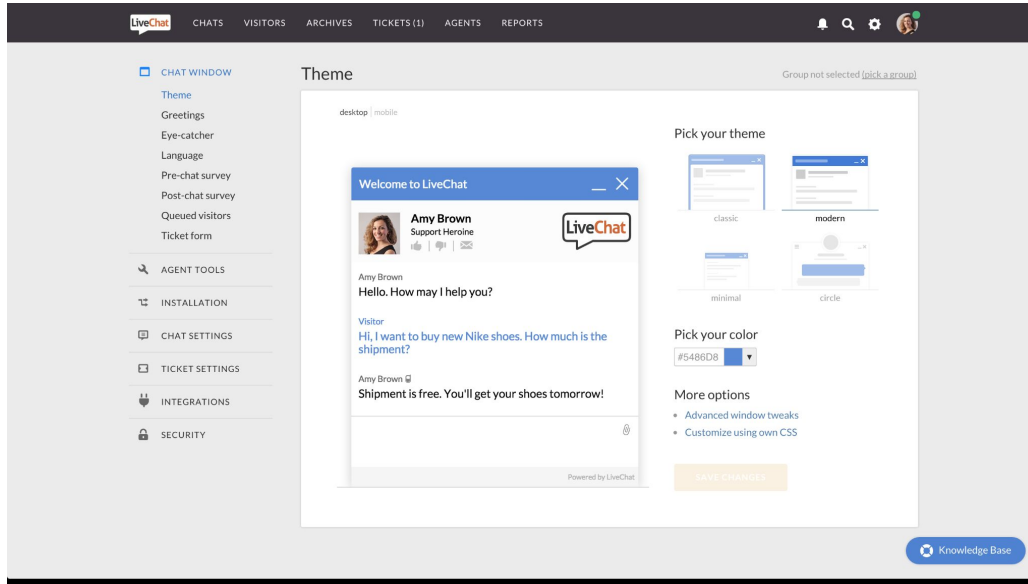 LiveChat
CHATS
VISITORS
ARCHIVES
TICKETS (1)
AGENTS
REPORTS
CHAT WINDOW
Theme
Greetings
Eye-catcher
Language
Pre-chat survey
Post-chat survey
Queued visitors
Ticket form
AGENT TOOLS
INSTALLATION
CHAT SETTINGS
TICKET SETTINGS
INTEGRATIONS
SECURITY
Theme
Group not selected (pick a group)
desktop | mobile
Welcome to LiveChat
Amy Brown
Support Heroine
LiveChat
Amy Brown
Hello. How may I help you?
Visitor
Hi, I want to buy new Nike shoes. How much is the
shipment?
Amy Brown
Shipment is free. You'll get your shoes tomorrow!
Powered by LiveChat
Pick your theme
classic
modern
minimal
circle
Pick your color
#5486D8
More options
Advanced window tweaks
Customize using own CSS
SAVE CHANGES
Knowledge Base